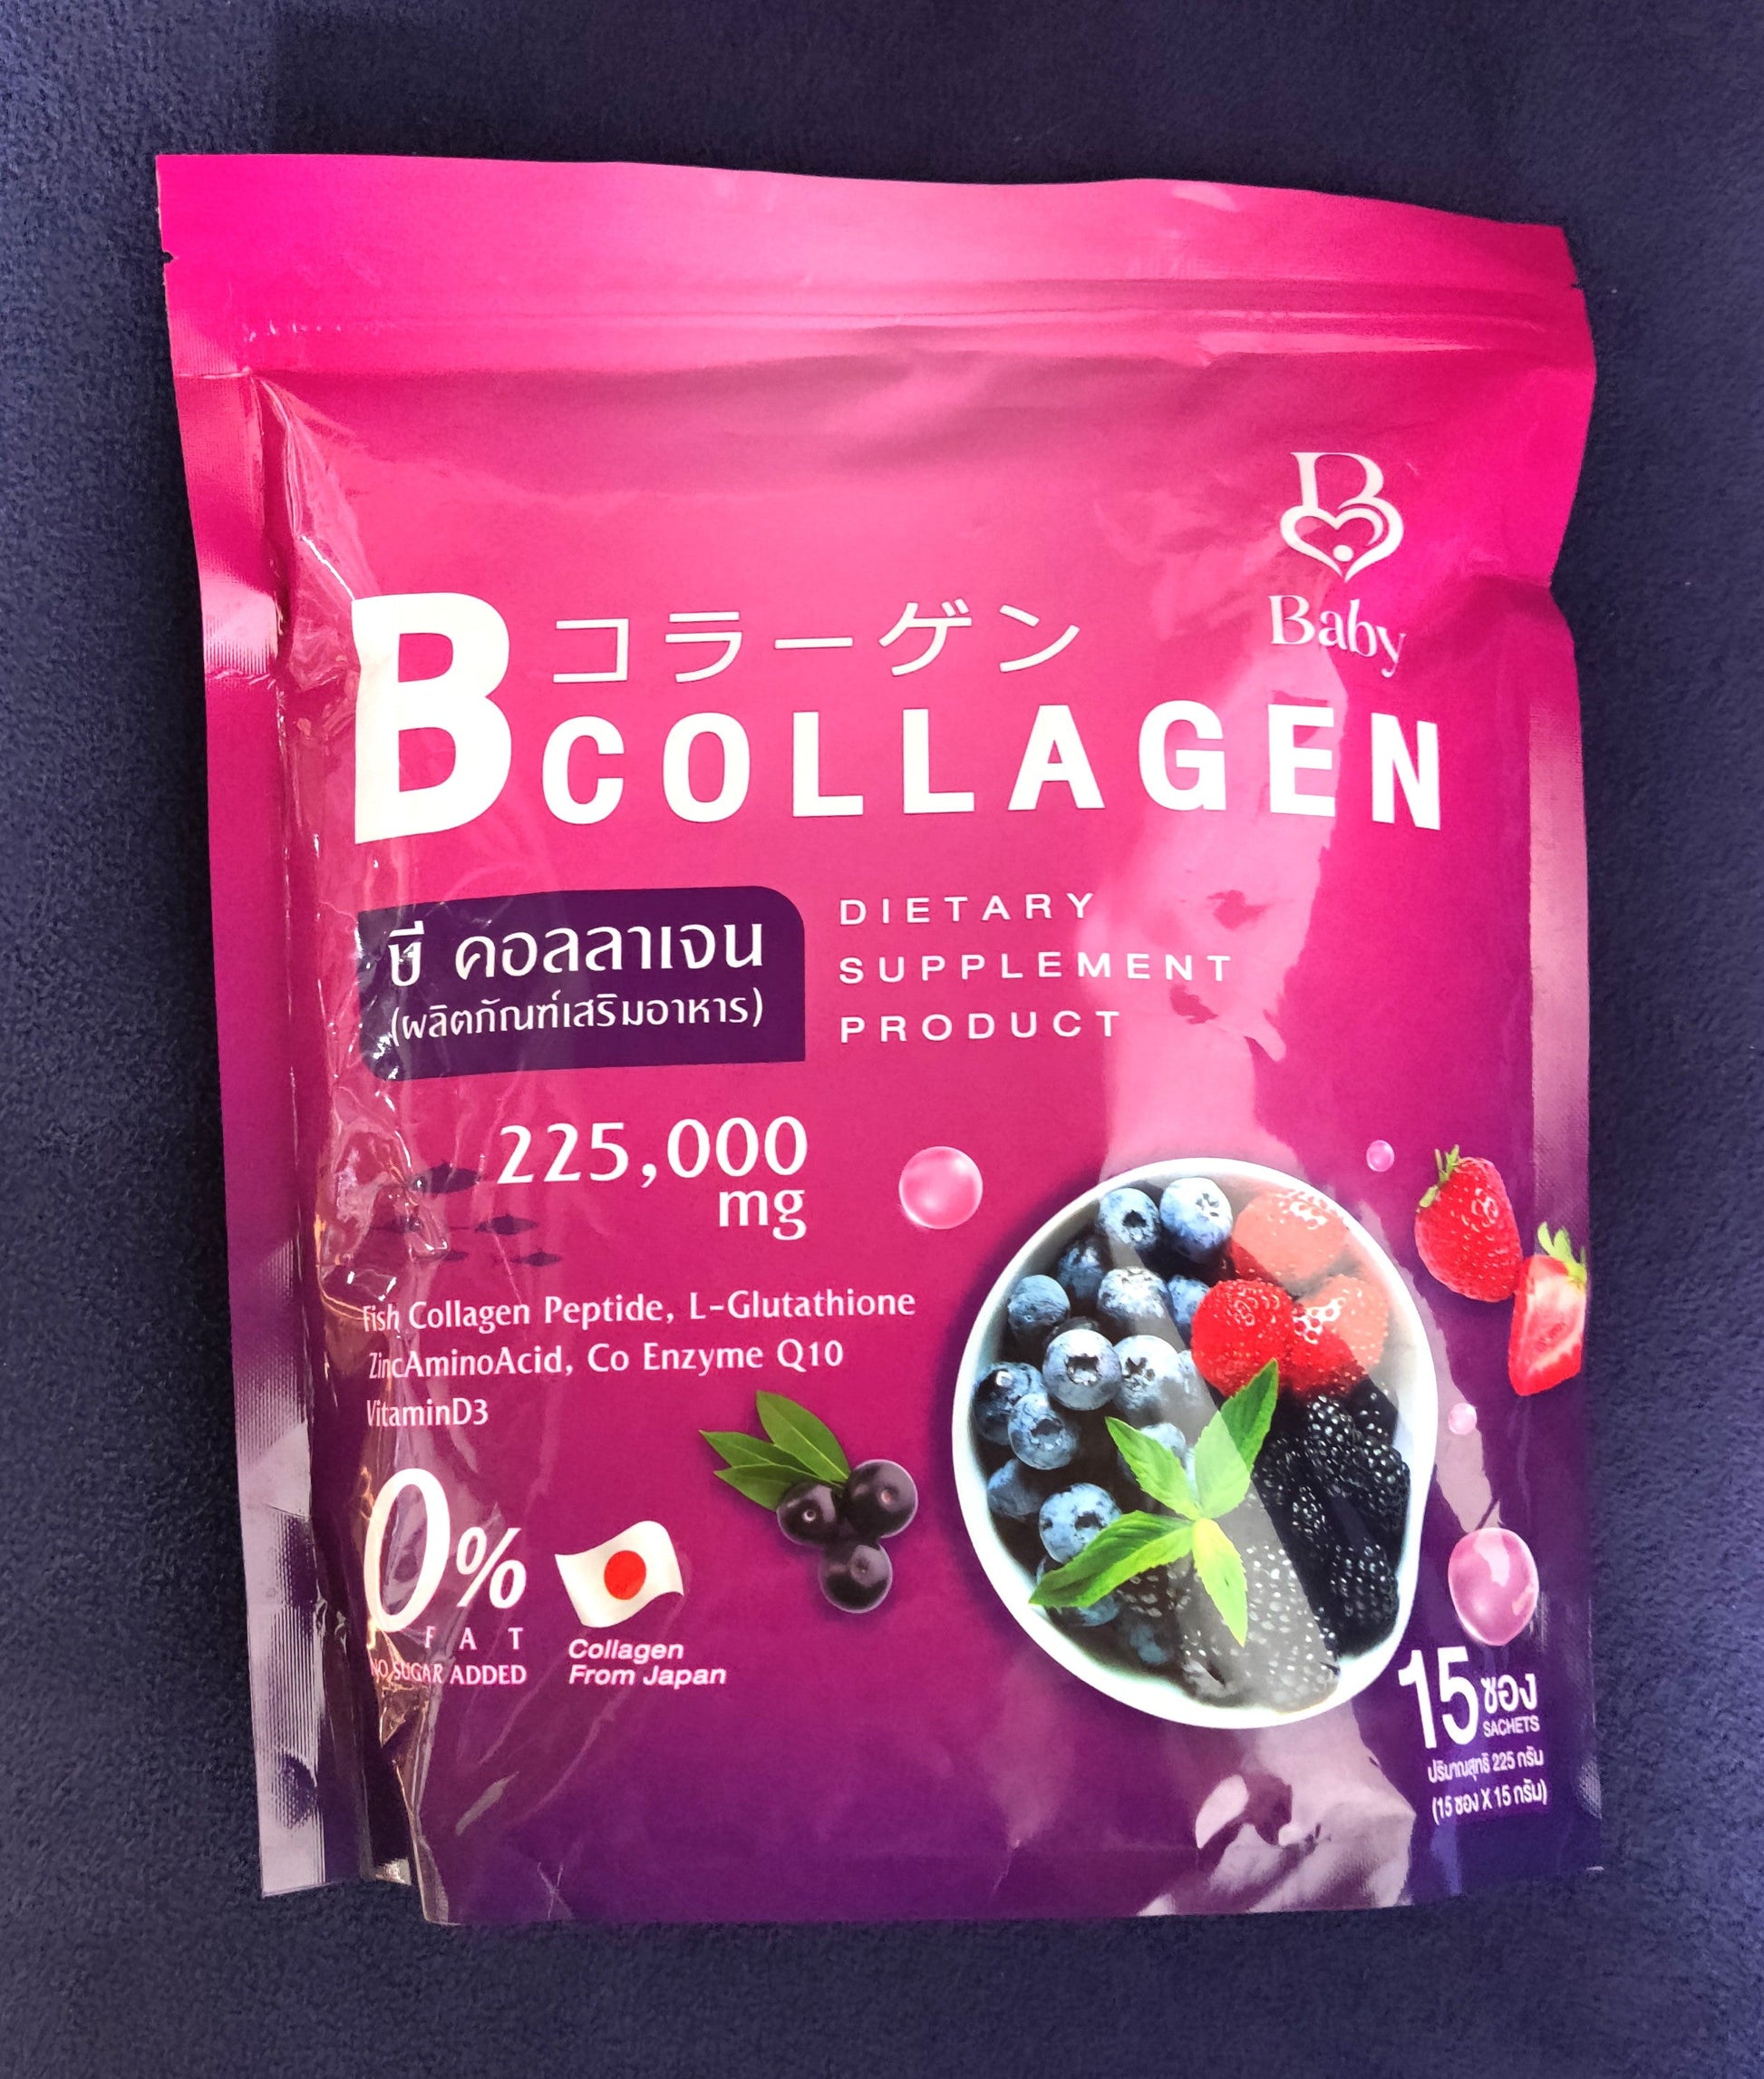 B
Baby
B コラーゲン
COLLAGEN
บี คอลลาเจน
(ผลิตภัณฑ์เสริมอาหาร)
DIETARY
SUPPLEMENT
PRODUCT
225,000
mg
Fish Collagen Peptide, L-Glutathione
ZincAminoAcid, Co Enzyme Q10
VitaminD3
0%
FAT
NO SUGAR ADDED
Collagen
From Japan
15 ซอง
SACHETS
ปริมาณสุทธิ 225 กรัม
(15 ซอง X 15 กรัม)